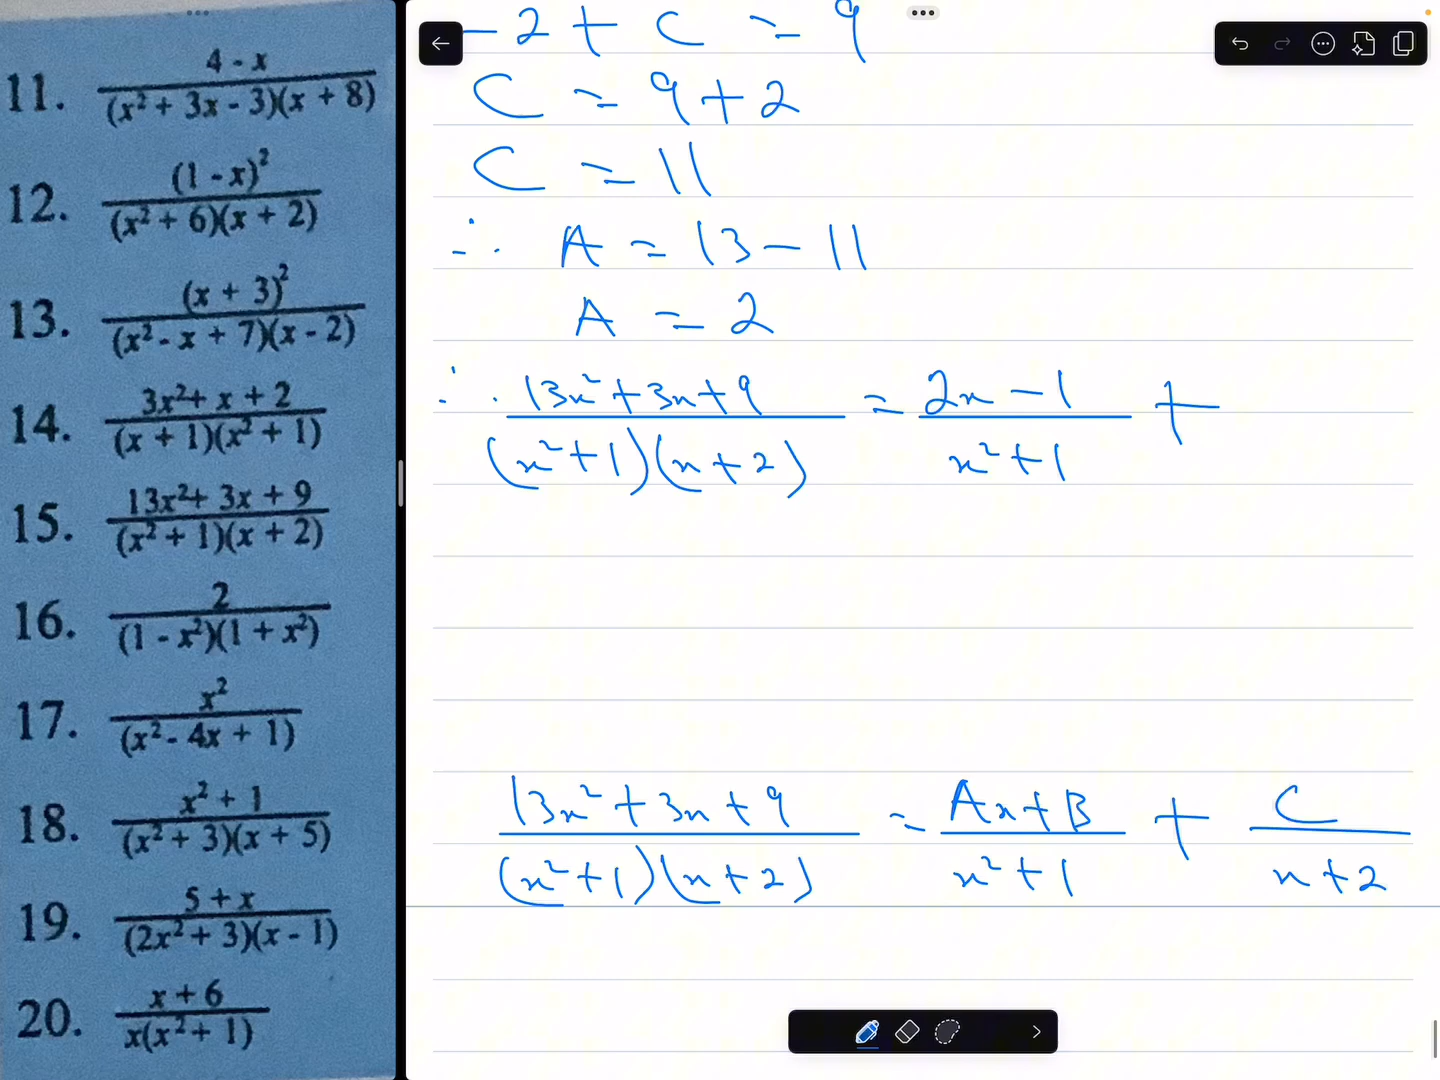 11. (4 - x)/((x² + 3x - 3)(x + 8))
12. (1 - x)²/((x² + 6)(x + 2))
13. (x + 3)²/((x² - x + 7)(x - 2))
14. (3x² + x + 2)/((x + 1)(x² + 1))
15. (13x² + 3x + 9)/((x² + 1)(x + 2))
16. 2/((1 - x²)(1 + x²))
17. x²/(x² - 4x + 1)
18. (x² + 1)/((x² + 3)(x + 5))
19. (5 + x)/((2x² + 3)(x - 1))
20. (x + 6)/(x(x² + 1))
- 2 + C = 9
C = 9 + 2
C = 11
∴ A = 13 - 11
A = 2
∴ (13x² + 3x + 9)/((x² + 1)(x + 2)) = (2x - 1)/(x² + 1) +
(13x² + 3x + 9)/((x² + 1)(x + 2)) = (Ax + B)/(x² + 1) + C/(x + 2)